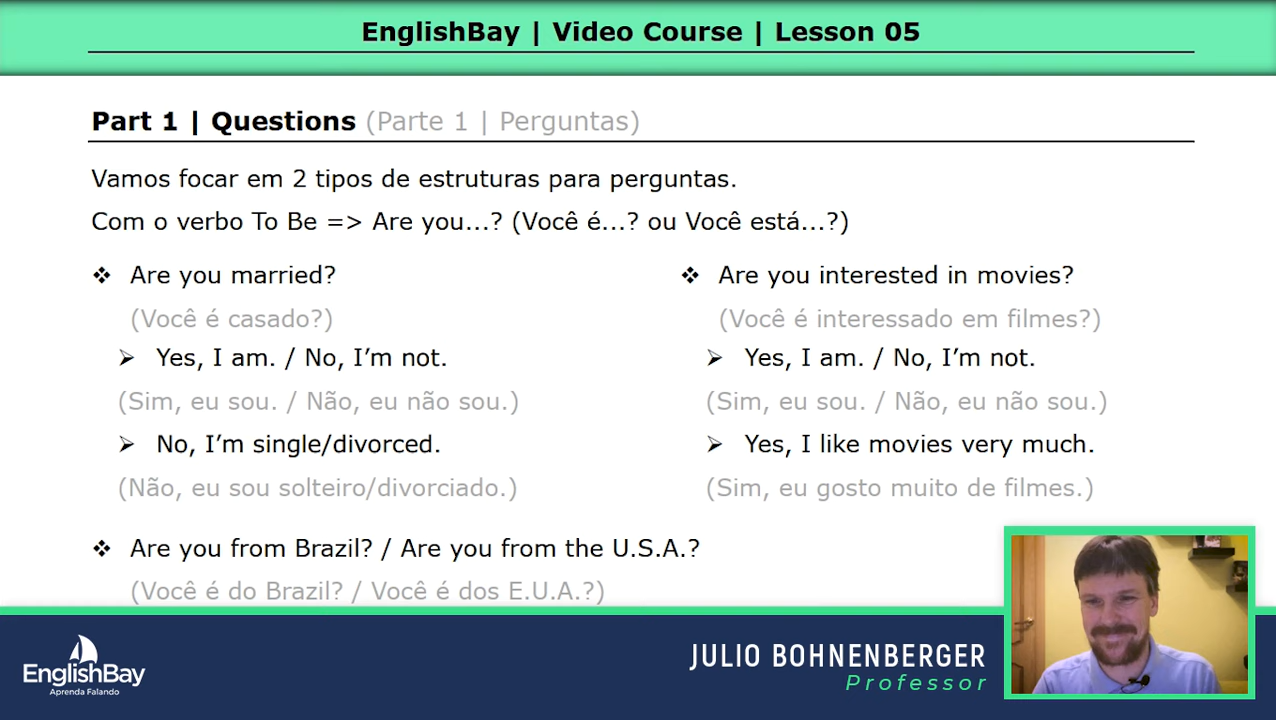 EnglishBay | Video Course | Lesson 05
Part 1 | Questions (Parte 1 | Perguntas)
Vamos focar em 2 tipos de estruturas para perguntas.
Com o verbo To Be => Are you...? (Você é...? ou Você está...?)
❖ Are you married?
(Você é casado?)
➢ Yes, I am. / No, I’m not.
(Sim, eu sou. / Não, eu não sou.)
➢ No, I’m single/divorced.
(Não, eu sou solteiro/divorciado.)
❖ Are you interested in movies?
(Você é interessado em filmes?)
➢ Yes, I am. / No, I’m not.
(Sim, eu sou. / Não, eu não sou.)
➢ Yes, I like movies very much.
(Sim, eu gosto muito de filmes.)
❖ Are you from Brazil? / Are you from the U.S.A.?
(Você é do Brazil? / Você é dos E.U.A.?)
EnglishBay
Aprenda Falando
JULIO BOHNENBERGER
Professor